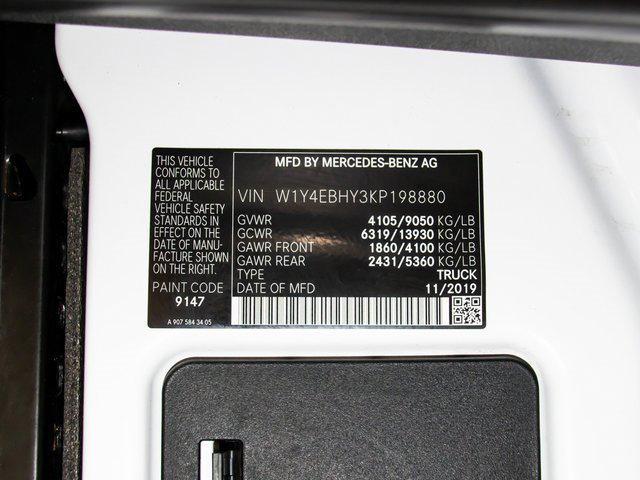 THIS VEHICLE
CONFORMS TO
ALL APPLICABLE
FEDERAL
VEHICLE SAFETY
STANDARDS IN
EFFECT ON THE
DATE OF MANU-
FACTURE SHOWN
ON THE RIGHT.
PAINT CODE
9147
A 907 584 34 05
MFD BY MERCEDES-BENZ AG
VIN W1Y4EBHY3KP198880
GVWR 4105/9050 KG/LB
GCWR 6319/13930 KG/LB
GAWR FRONT 1860/4100 KG/LB
GAWR REAR 2431/5360 KG/LB
TYPE TRUCK
DATE OF MFD 11/2019